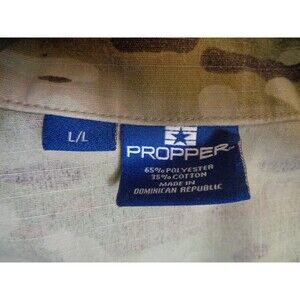 L/L
PROPPER
65% POLYESTER
35% COTTON
MADE IN
DOMINICAN REPUBLIC